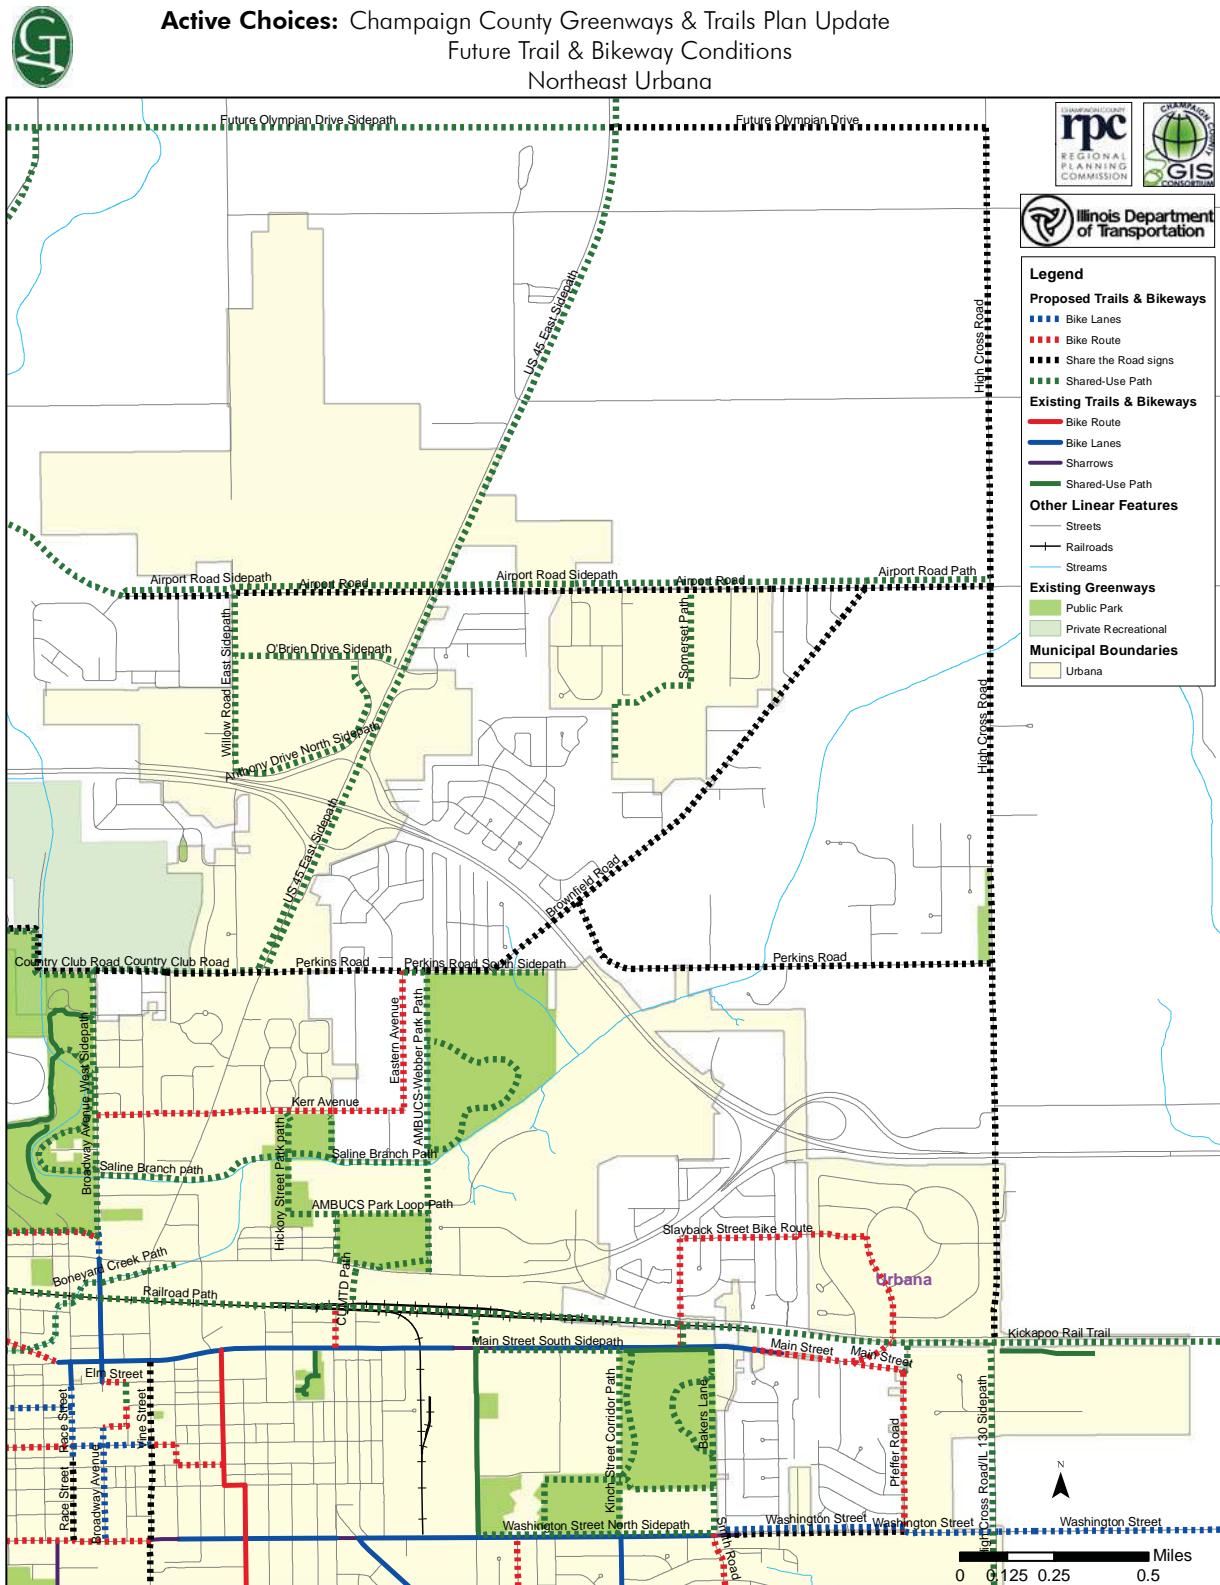 Active Choices: Champaign County Greenways & Trails Plan Update
Future Trail & Bikeway Conditions
Northeast Urbana
GT
CHAMPAIGN COUNTY
rpc
REGIONAL
PLANNING
COMMISSION
CHAMPAIGN COUNTY
GIS
CONSORTIUM
Illinois Department
of Transportation
Legend
Proposed Trails & Bikeways
Bike Lanes
Bike Route
Share the Road signs
Shared-Use Path
Existing Trails & Bikeways
Bike Route
Bike Lanes
Sharrows
Shared-Use Path
Other Linear Features
Streets
Railroads
Streams
Existing Greenways
Public Park
Private Recreational
Municipal Boundaries
Urbana
Future Olympian Drive Sidepath
Future Olympian Drive
US 45 East Sidepath
High Cross Road
Airport Road Sidepath
Airport Road
Airport Road Sidepath
Airport Road
Airport Road Path
Willow Road East Sidepath
O'Brien Drive Sidepath
Somerset Path
Anthony Drive North Sidepath
High Cross Road
US 45 East Sidepath
Brownfield Road
Country Club Road
Country Club Road
Perkins Road
Perkins Road South Sidepath
Perkins Road
Broadway Avenue West Sidepath
Eastern Avenue
AMBUCS-Webber Park Path
Kerr Avenue
Hickory Street Park path
Saline Branch path
Saline Branch Path
AMBUCS Park Loop Path
Slayback Street Bike Route
Boneyard Creek Path
Urbana
Railroad Path
CUMTD Path
Main Street South Sidepath
Main Street
Main Street
Kickapoo Rail Trail
Elm Street
Race Street
Vine Street
Kinch Street Corridor Path
Bakers Lane
Pfeffer Road
High Cross Road/IL 130 Sidepath
Race Street
Broadway Avenue
Washington Street North Sidepath
Smith Road
Washington Street
Washington Street
Washington Street
N
Miles
0 0.125 0.25 0.5